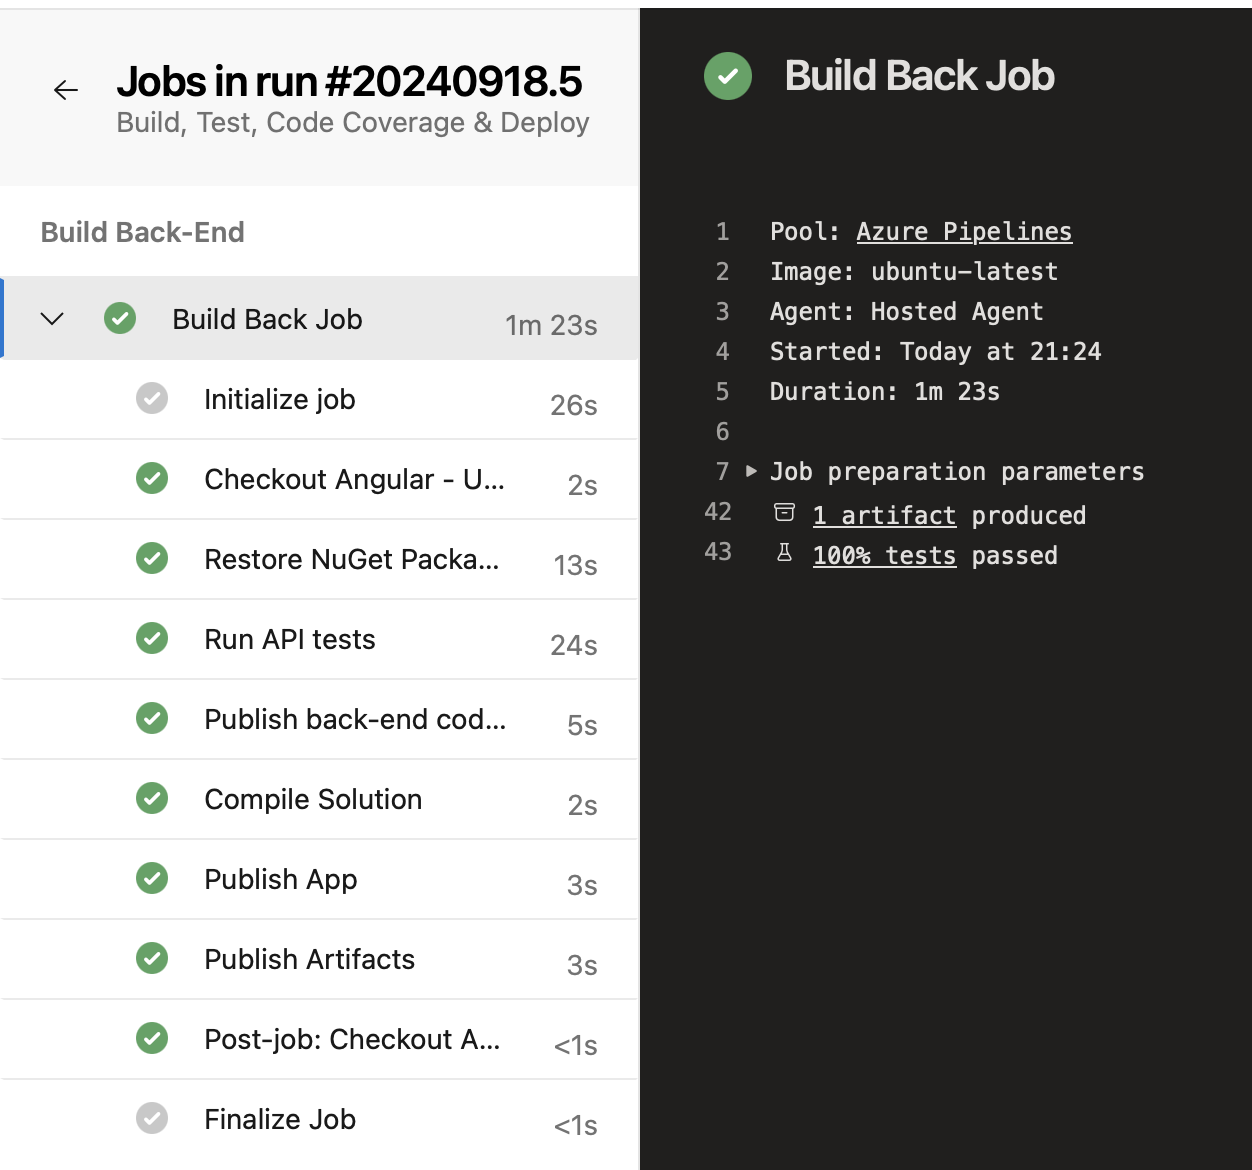 Jobs in run #20240918.5
Build, Test, Code Coverage & Deploy
Build Back-End
Build Back Job 1m 23s
Initialize job 26s
Checkout Angular - U... 2s
Restore NuGet Packa... 13s
Run API tests 24s
Publish back-end cod... 5s
Compile Solution 2s
Publish App 3s
Publish Artifacts 3s
Post-job: Checkout A... <1s
Finalize Job <1s
Build Back Job
1 Pool: Azure Pipelines
2 Image: ubuntu-latest
3 Agent: Hosted Agent
4 Started: Today at 21:24
5 Duration: 1m 23s
6
7 Job preparation parameters
42 1 artifact produced
43 100% tests passed